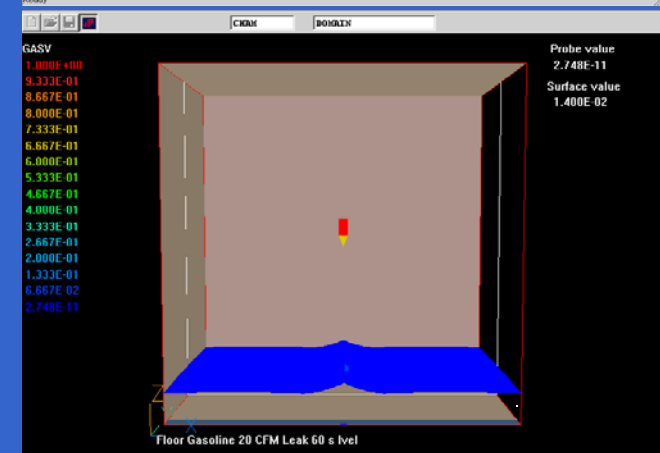 CHAM DOMAIN
GASV
1.000E+00
9.333E-01
8.667E-01
8.000E-01
7.333E-01
6.667E-01
6.000E-01
5.333E-01
4.667E-01
4.000E-01
3.333E-01
2.667E-01
2.000E-01
1.333E-01
6.667E-02
2.748E-11
Probe value
2.748E-11
Surface value
1.400E-02
Z
X
Floor Gasoline 20 CFM Leak 60 s lvel